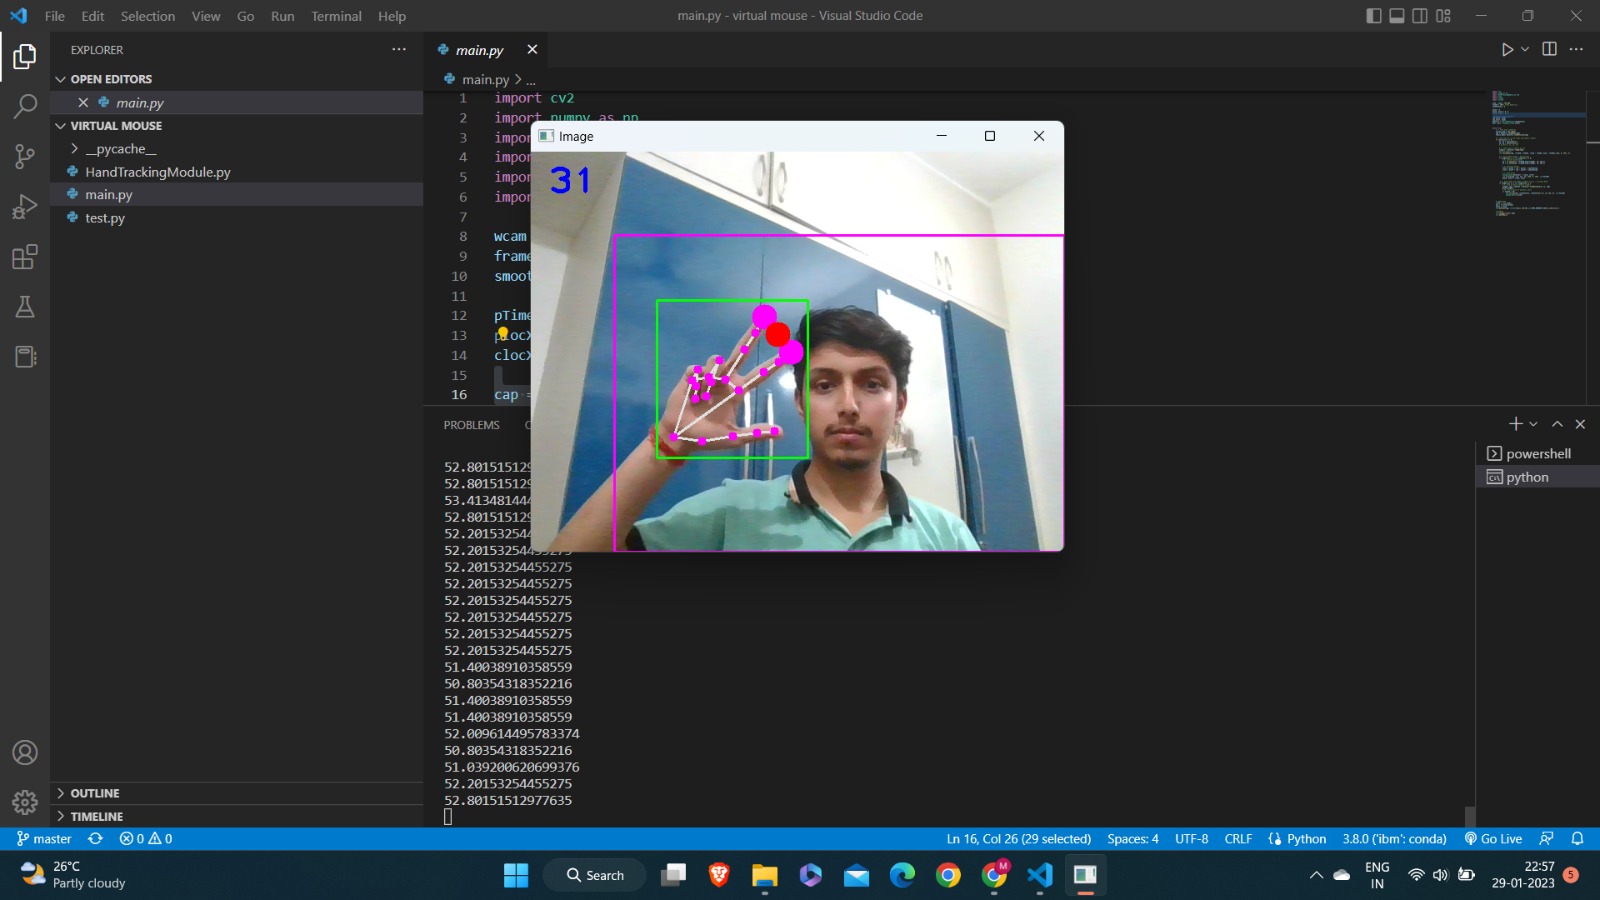 File Edit Selection View Go Run Terminal Help
main.py - virtual mouse - Visual Studio Code
EXPLORER
OPEN EDITORS
main.py
VIRTUAL MOUSE
__pycache__
HandTrackingModule.py
main.py
test.py
OUTLINE
TIMELINE
main.py
main.py > ...
1 import cv2
2 import numpy as np
3 impor
4 impor
5 impor
6 impor
7
8 wcam
9 frame
10 smoot
11
12 pTime
13 plocX
14 clocX
15
16 cap =
Image
31
PROBLEMS
52.801515129
52.801515129
53.413481444
52.801515129
52.201532544
52.20153254455275
52.20153254455275
52.20153254455275
52.20153254455275
52.20153254455275
52.20153254455275
52.20153254455275
51.40038910358559
50.80354318352216
51.40038910358559
51.40038910358559
52.009614495783374
50.80354318352216
51.039200620699376
52.20153254455275
52.80151512977635
powershell
python
master
0 0
Ln 16, Col 26 (29 selected) Spaces: 4 UTF-8 CRLF Python 3.8.0 ('ibm': conda) Go Live
26°C
Partly cloudy
Search
M
ENG
IN
22:57
29-01-2023
5